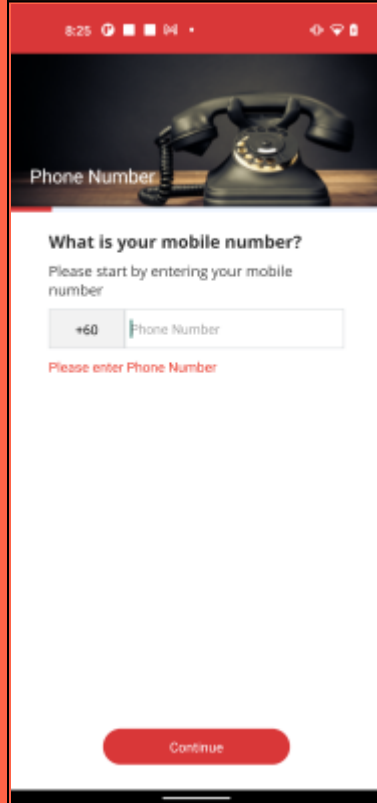 8:25
Phone Number
What is your mobile number?
Please start by entering your mobile
number
+60 Phone Number
Please enter Phone Number
Continue